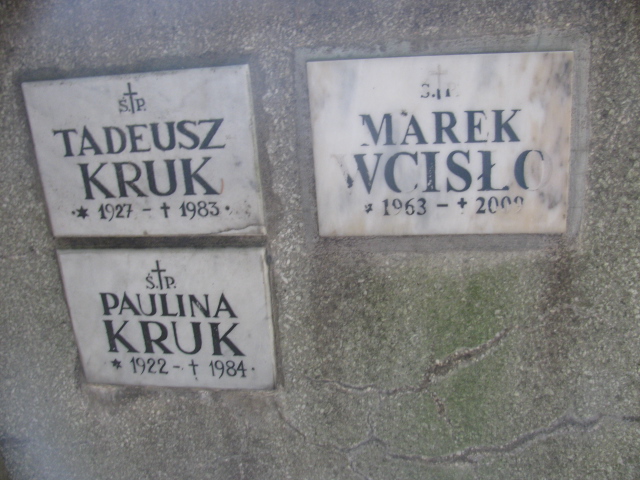 Ś.†P.
TADEUSZ
KRUK
* 1927 - † 1983
Ś.†P.
PAULINA
KRUK
* 1922 - † 1984
Ś.†P.
MAREK
WCISŁO
* 1963 - †